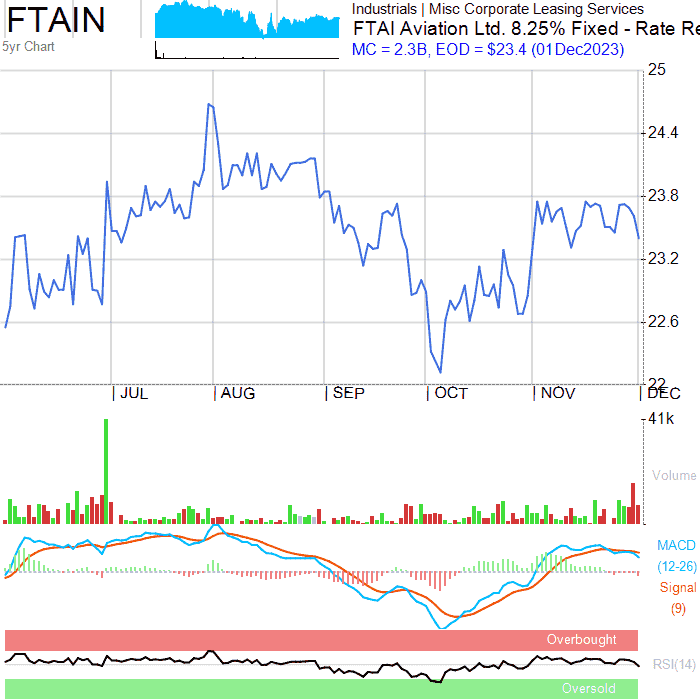 FTAIN
5yr Chart
Industrials | Misc Corporate Leasing Services
FTAI Aviation Ltd. 8.25% Fixed - Rate Re
MC = 2.3B, EOD = $23.4 (01Dec2023)
25
24.4
23.8
23.2
22.6
22
JUL AUG SEP OCT NOV DEC
41k
Volume
MACD
(12-26)
Signal
(9)
Overbought
RSI(14)
Oversold